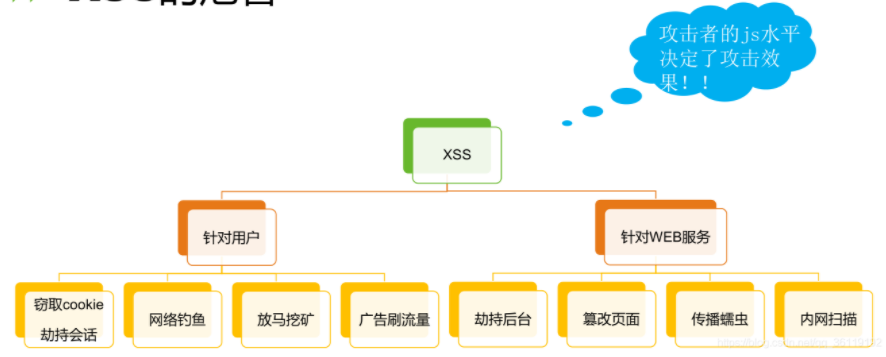 攻击者的js水平
决定了攻击效
果！！
XSS
针对用户
针对WEB服务
窃取cookie
劫持会话
网络钓鱼
放马挖矿
广告刷流量
劫持后台
篡改页面
传播蠕虫
内网扫描